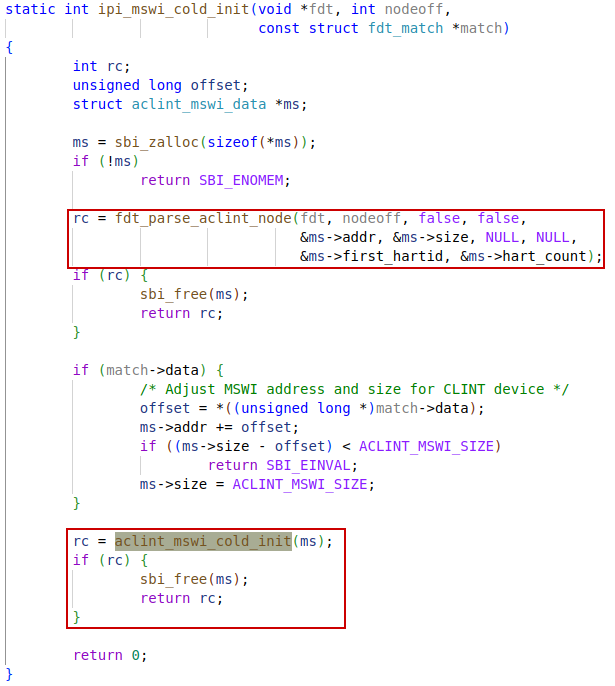 static int ipi_mswi_cold_init(void *fdt, int nodeoff,
                              const struct fdt_match *match)
{
        int rc;
        unsigned long offset;
        struct aclint_mswi_data *ms;

        ms = sbi_zalloc(sizeof(*ms));
        if (!ms)
                return SBI_ENOMEM;

        rc = fdt_parse_aclint_node(fdt, nodeoff, false, false,
                                   &ms->addr, &ms->size, NULL, NULL,
                                   &ms->first_hartid, &ms->hart_count);
        if (rc) {
                sbi_free(ms);
                return rc;
        }

        if (match->data) {
                /* Adjust MSWI address and size for CLINT device */
                offset = *((unsigned long *)match->data);
                ms->addr += offset;
                if ((ms->size - offset) < ACLINT_MSWI_SIZE)
                        return SBI_EINVAL;
                ms->size = ACLINT_MSWI_SIZE;
        }

        rc = aclint_mswi_cold_init(ms);
        if (rc) {
                sbi_free(ms);
                return rc;
        }

        return 0;
}